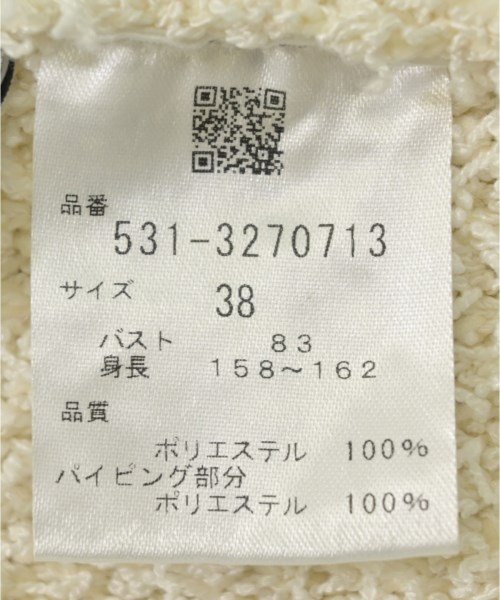 品番
531-3270713
サイズ 38
バスト 83
身長 158～162
品質
ポリエステル 100%
パイピング部分
ポリエステル 100%